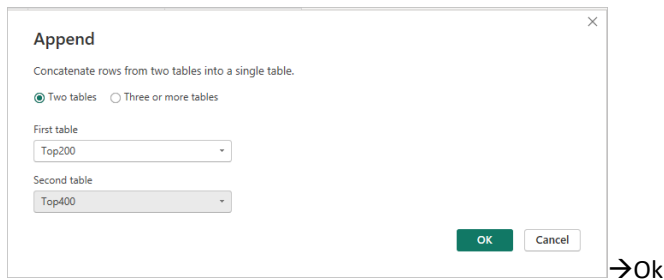 Append
Concatenate rows from two tables into a single table.
Two tables Three or more tables
First table
Top200
Second table
Top400
OK Cancel
→Ok